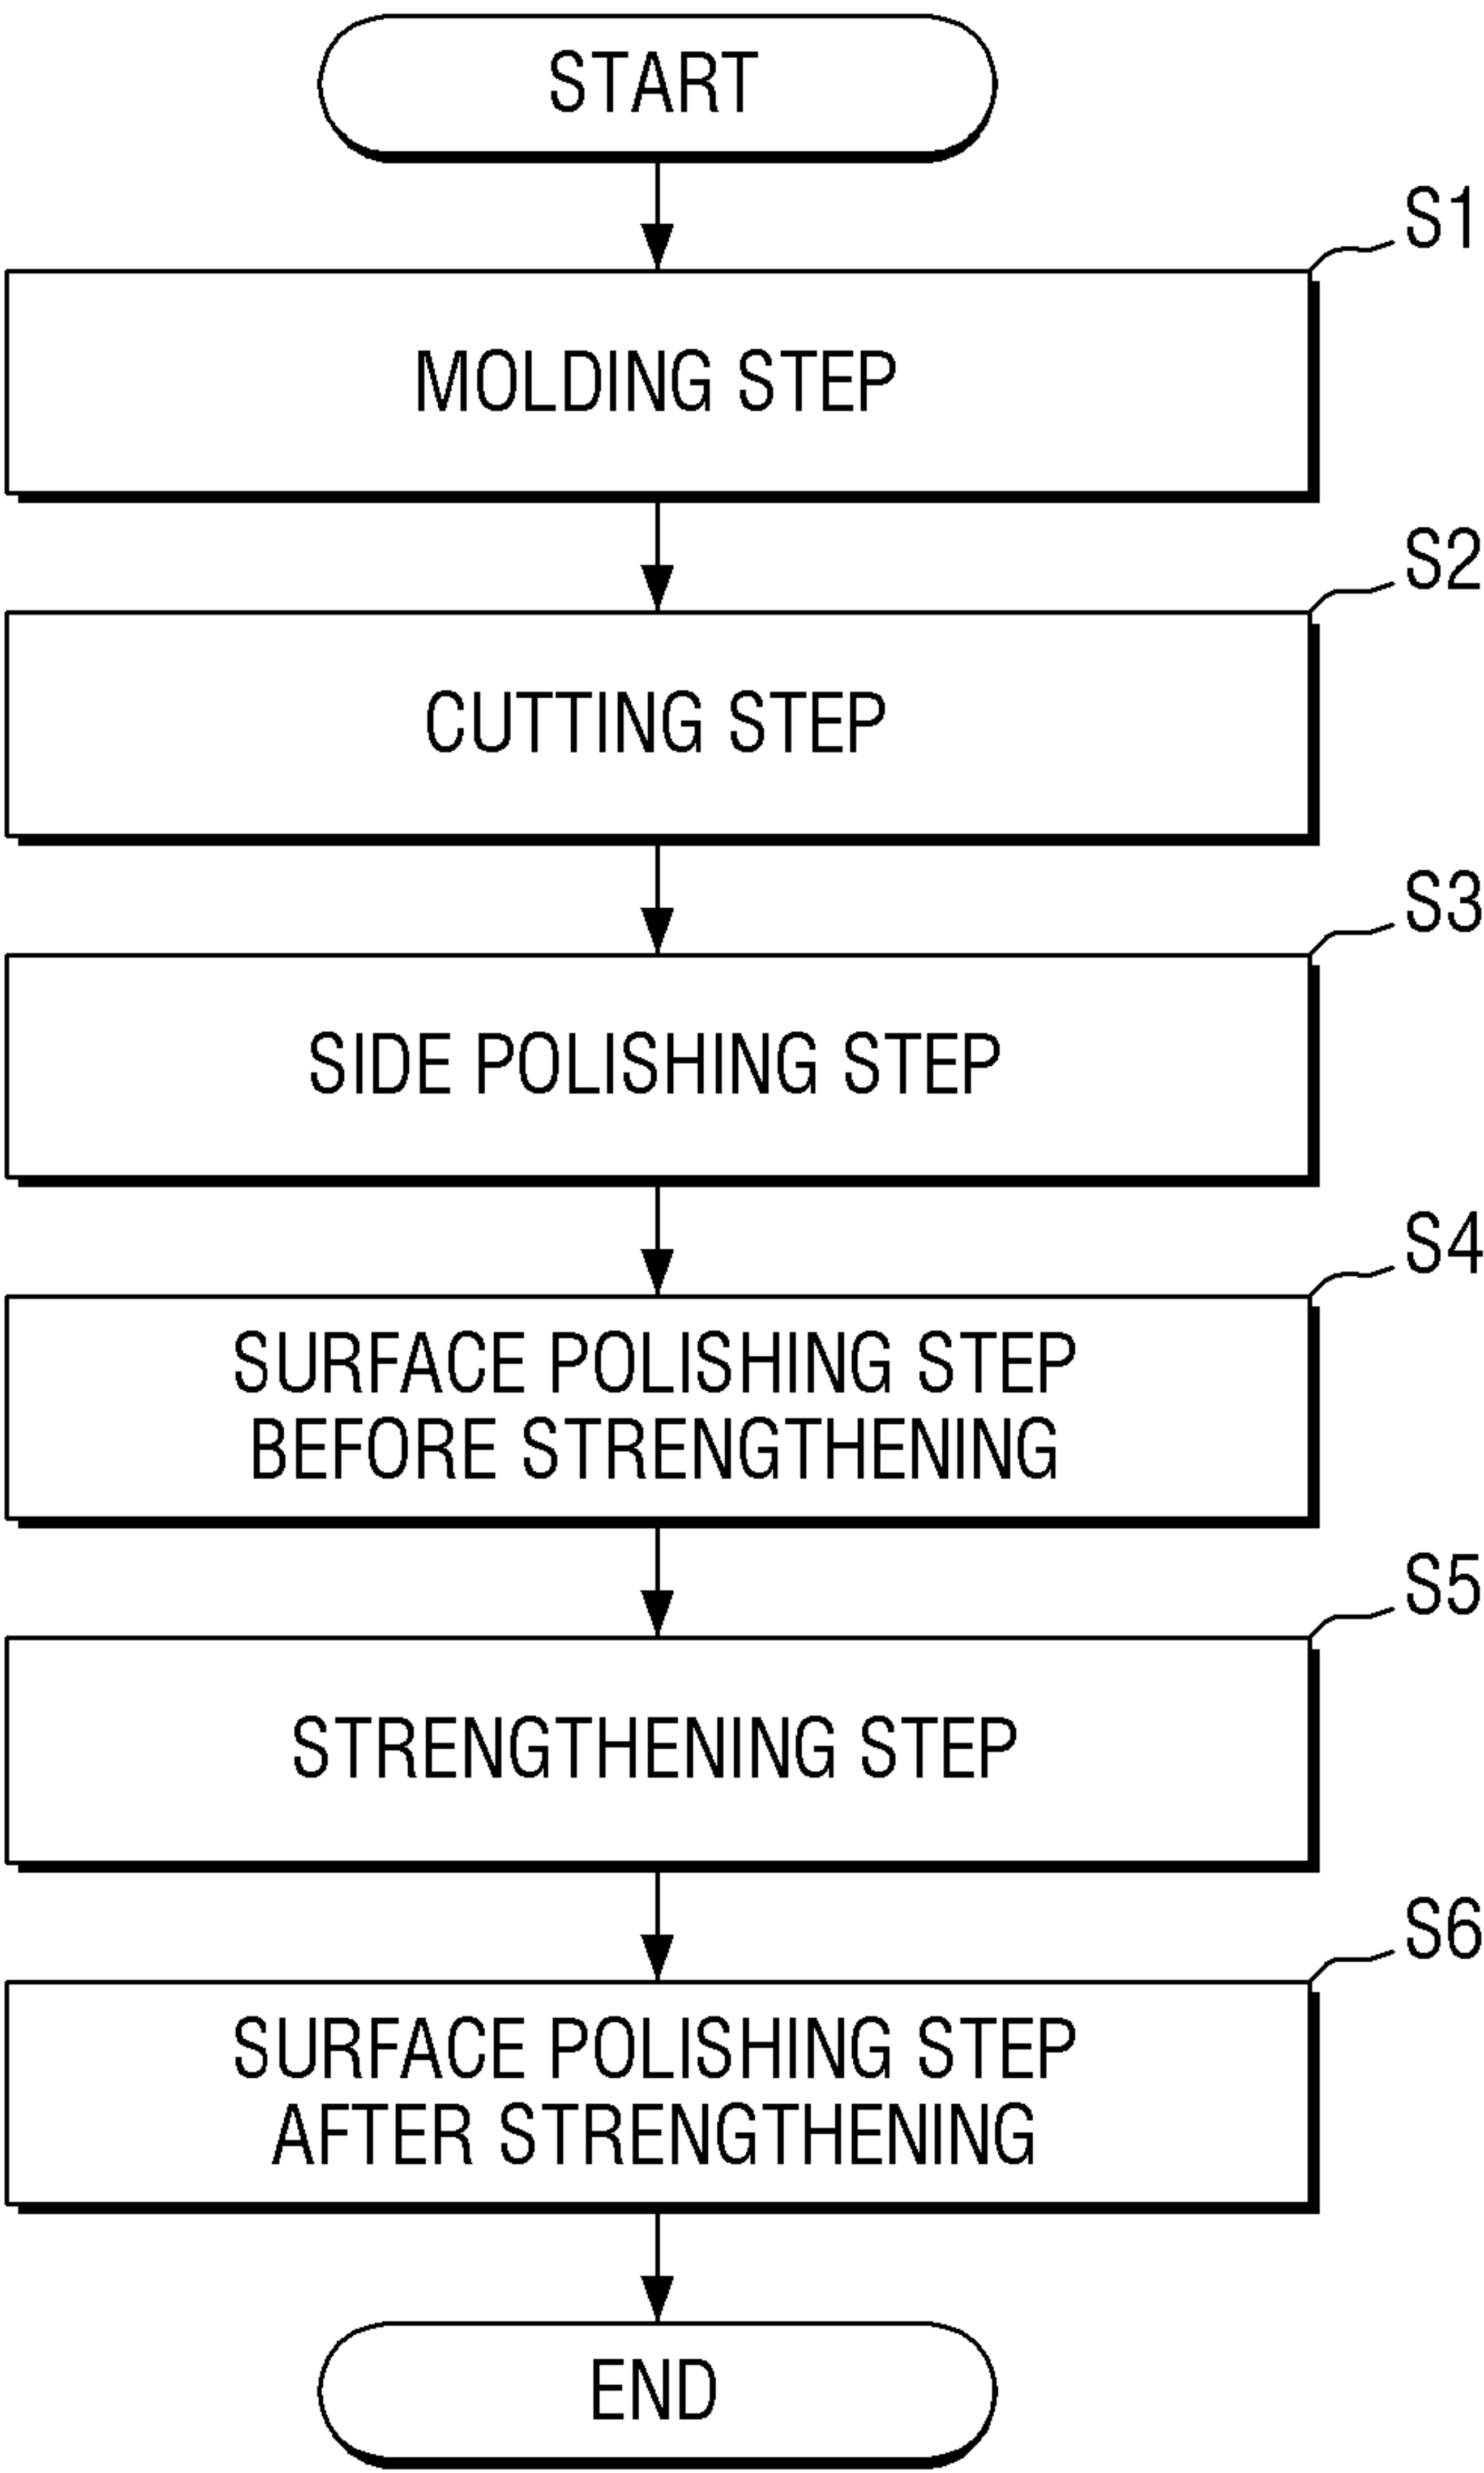 START
S1
MOLDING STEP
S2
CUTTING STEP
S3
SIDE POLISHING STEP
S4
SURFACE POLISHING STEP
BEFORE STRENGTHENING
S5
STRENGTHENING STEP
S6
SURFACE POLISHING STEP
AFTER STRENGTHENING
END